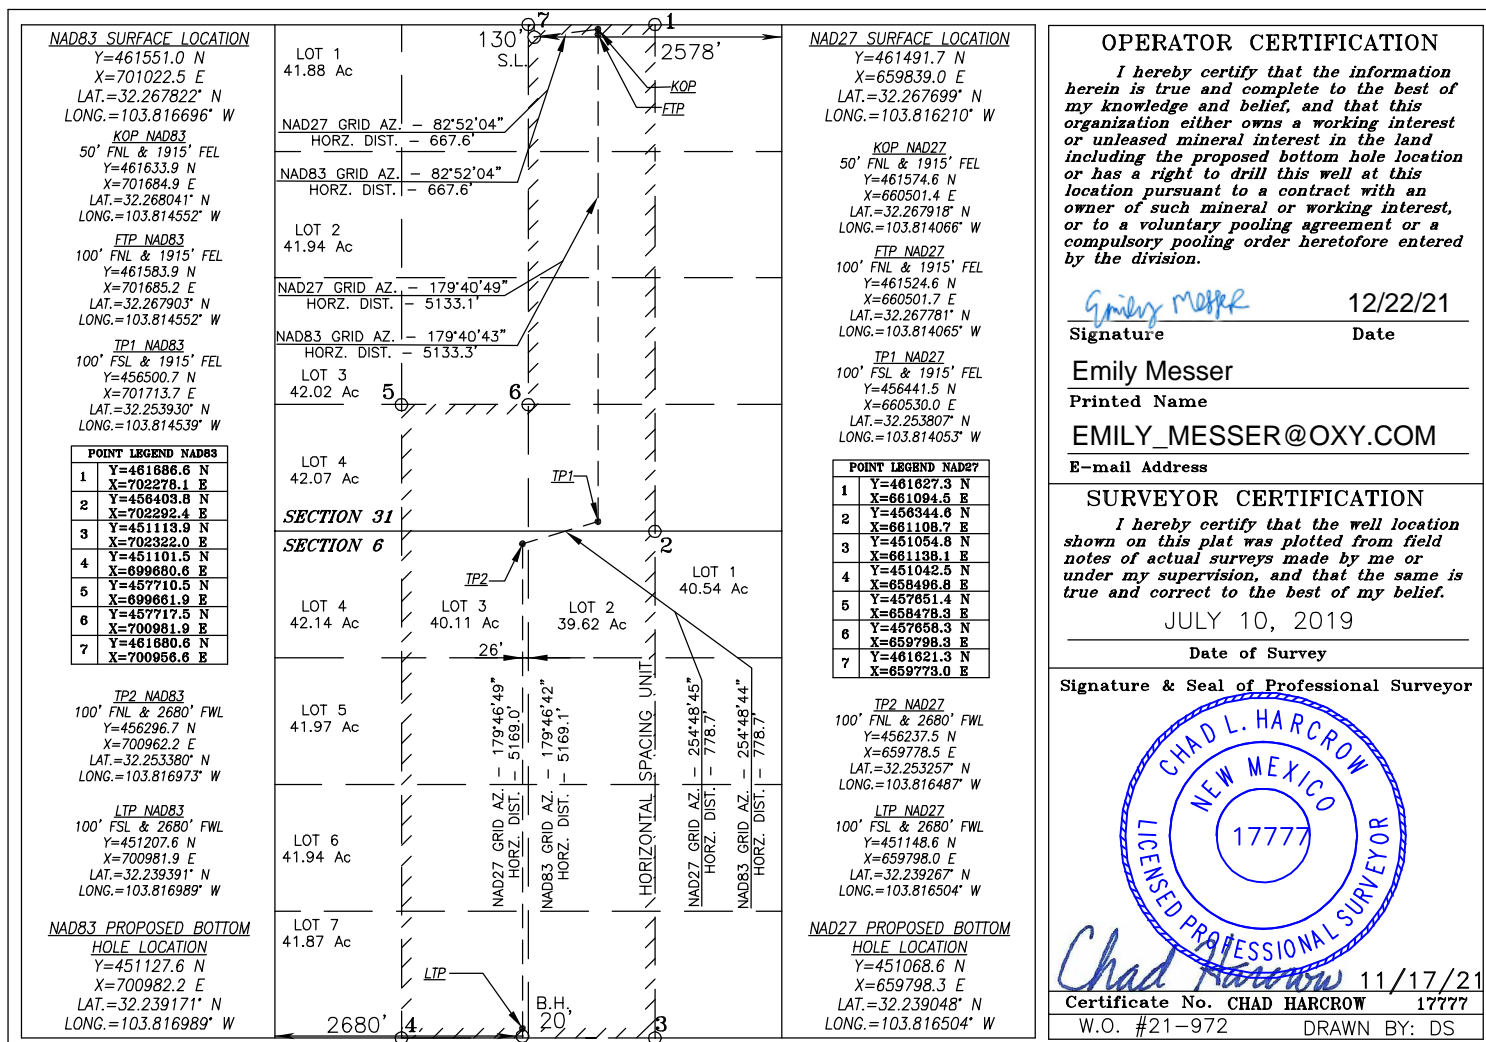 NAD83 SURFACE LOCATION
Y=461551.0 N
X=701022.5 E
LAT.=32.267822° N
LONG.=103.816696° W
KOP NAD83
50' FNL & 1915' FEL
Y=461633.9 N
X=701684.9 E
LAT.=32.268041° N
LONG.=103.814552° W
FTP NAD83
100' FNL & 1915' FEL
Y=461583.9 N
X=701685.2 E
LAT.=32.267903° N
LONG.=103.814552° W
TP1 NAD83
100' FSL & 1915' FEL
Y=456500.7 N
X=701713.7 E
LAT.=32.253930° N
LONG.=103.814539° W
POINT LEGEND NAD83
1 Y=461686.6 N
X=702278.1 E
2 Y=456403.8 N
X=702292.4 E
3 Y=451113.9 N
X=702322.0 E
4 Y=451101.5 N
X=699680.6 E
5 Y=457710.5 N
X=699661.9 E
6 Y=457717.5 N
X=700981.9 E
7 Y=461680.6 N
X=700956.6 E
TP2 NAD83
100' FNL & 2680' FWL
Y=456296.7 N
X=700962.2 E
LAT.=32.253380° N
LONG.=103.816973° W
LTP NAD83
100' FSL & 2680' FWL
Y=451207.6 N
X=700981.9 E
LAT.=32.239391° N
LONG.=103.816989° W
NAD83 PROPOSED BOTTOM
HOLE LOCATION
Y=451127.6 N
X=700982.2 E
LAT.=32.239171° N
LONG.=103.816989° W
7
1
130'
S.L.
2578'
LOT 1
41.88 Ac
KOP
FTP
NAD27 GRID AZ. - 82°52'04"
HORZ. DIST. - 667.6'
NAD83 GRID AZ. - 82°52'04"
HORZ. DIST. - 667.6'
LOT 2
41.94 Ac
NAD27 GRID AZ. - 179°40'49"
HORZ. DIST. - 5133.1'
NAD83 GRID AZ. - 179°40'43"
HORZ. DIST. - 5133.3'
LOT 3
42.02 Ac
5
6
LOT 4
42.07 Ac
TP1
SECTION 31
SECTION 6
2
TP2
LOT 1
40.54 Ac
LOT 4
42.14 Ac
LOT 3
40.11 Ac
LOT 2
39.62 Ac
26'
LOT 5
41.97 Ac
NAD27 GRID AZ. - 179°46'49"
HORZ. DIST. - 5169.0'
NAD83 GRID AZ. - 179°46'42"
HORZ. DIST. - 5169.1'
HORIZONTAL SPACING UNIT
NAD27 GRID AZ. - 254°48'45"
HORZ. DIST. - 778.7'
NAD83 GRID AZ. - 254°48'44"
HORZ. DIST. - 778.7'
LOT 6
41.94 Ac
LOT 7
41.87 Ac
LTP
B.H.
20'
2680'
4
3
NAD27 SURFACE LOCATION
Y=461491.7 N
X=659839.0 E
LAT.=32.267699° N
LONG.=103.816210° W
KOP NAD27
50' FNL & 1915' FEL
Y=461574.6 N
X=660501.4 E
LAT.=32.267918° N
LONG.=103.814066° W
FTP NAD27
100' FNL & 1915' FEL
Y=461524.6 N
X=660501.7 E
LAT.=32.267781° N
LONG.=103.814065° W
TP1 NAD27
100' FSL & 1915' FEL
Y=456441.5 N
X=660530.0 E
LAT.=32.253807° N
LONG.=103.814053° W
POINT LEGEND NAD27
1 Y=461627.3 N
X=661094.5 E
2 Y=456344.6 N
X=661108.7 E
3 Y=451054.8 N
X=661138.1 E
4 Y=451042.5 N
X=658496.8 E
5 Y=457651.4 N
X=658478.3 E
6 Y=457658.3 N
X=659798.3 E
7 Y=461621.3 N
X=659773.0 E
TP2 NAD27
100' FNL & 2680' FWL
Y=456237.5 N
X=659778.5 E
LAT.=32.253257° N
LONG.=103.816487° W
LTP NAD27
100' FSL & 2680' FWL
Y=451148.6 N
X=659798.0 E
LAT.=32.239267° N
LONG.=103.816504° W
NAD27 PROPOSED BOTTOM
HOLE LOCATION
Y=451068.6 N
X=659798.3 E
LAT.=32.239048° N
LONG.=103.816504° W
OPERATOR CERTIFICATION
I hereby certify that the information
herein is true and complete to the best of
my knowledge and belief, and that this
organization either owns a working interest
or unleased mineral interest in the land
including the proposed bottom hole location
or has a right to drill this well at this
location pursuant to a contract with an
owner of such mineral or working interest,
or to a voluntary pooling agreement or a
compulsory pooling order heretofore entered
by the division.
Emily Messer 12/22/21
Signature Date
Emily Messer
Printed Name
EMILY_MESSER@OXY.COM
E-mail Address
SURVEYOR CERTIFICATION
I hereby certify that the well location
shown on this plat was plotted from field
notes of actual surveys made by me or
under my supervision, and that the same is
true and correct to the best of my belief.
JULY 10, 2019
Date of Survey
Signature & Seal of Professional Surveyor
CHAD L. HARCROW
NEW MEXICO
17777
LICENSED PROFESSIONAL SURVEYOR
Chad Harcrow 11/17/21
Certificate No. CHAD HARCROW 17777
W.O. #21-972 DRAWN BY: DS